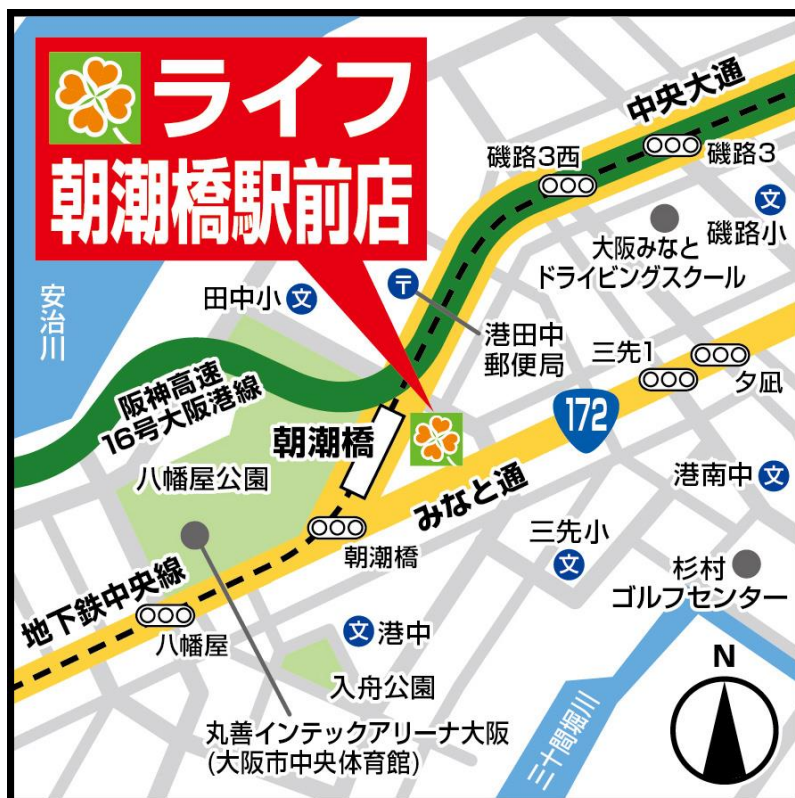 ライフ
朝潮橋駅前店
中央大通
磯路3西
磯路3
文
磯路小
大阪みなと
ドライビングスクール
安治川
田中小 文
〒
港田中
郵便局
三先1
夕凪
阪神高速
16号大阪港線
朝潮橋
172
八幡屋公園
みなと通
港南中 文
朝潮橋
三先小
文
杉村
ゴルフセンター
地下鉄中央線
八幡屋
文 港中
入舟公園
N
丸善インテックアリーナ大阪
(大阪市中央体育館)
三十間堀川